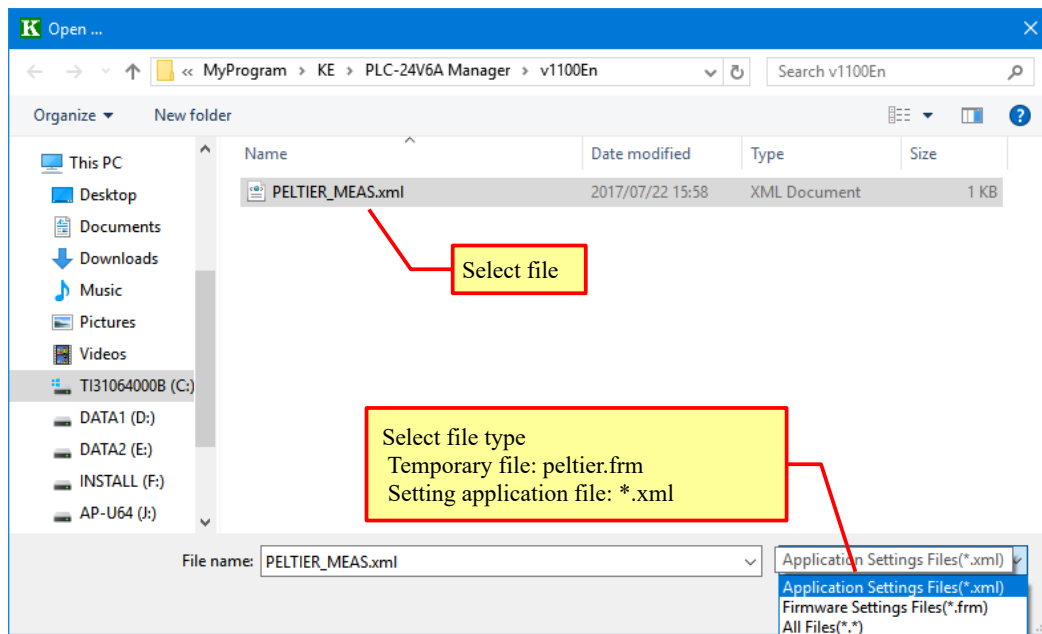 K Open ...
« MyProgram > KE > PLC-24V6A Manager > v1100En
Search v1100En
Organize
New folder
?
Name
Date modified
Type
Size
This PC
Desktop
Documents
Downloads
Music
Pictures
Videos
TI31064000B (C:)
DATA1 (D:)
DATA2 (E:)
INSTALL (F:)
AP-U64 (J:)
PELTIER_MEAS.xml
2017/07/22 15:58
XML Document
1 KB
Select file
Select file type
Temporary file: peltier.frm
Setting application file: *.xml
File name:
PELTIER_MEAS.xml
Application Settings Files(*.xml)
Application Settings Files(*.xml)
Firmware Settings Files(*.frm)
All Files(*.*)